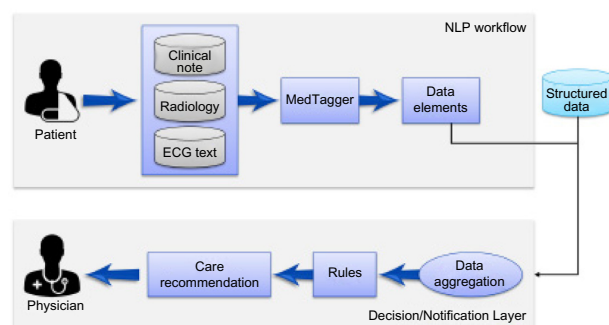 NLP workflow
Clinical
note
Radiology
ECG text
MedTagger
Data
elements
Structured
data
Patient
Care
recommendation
Rules
Data
aggregation
Physician
Decision/Notification Layer